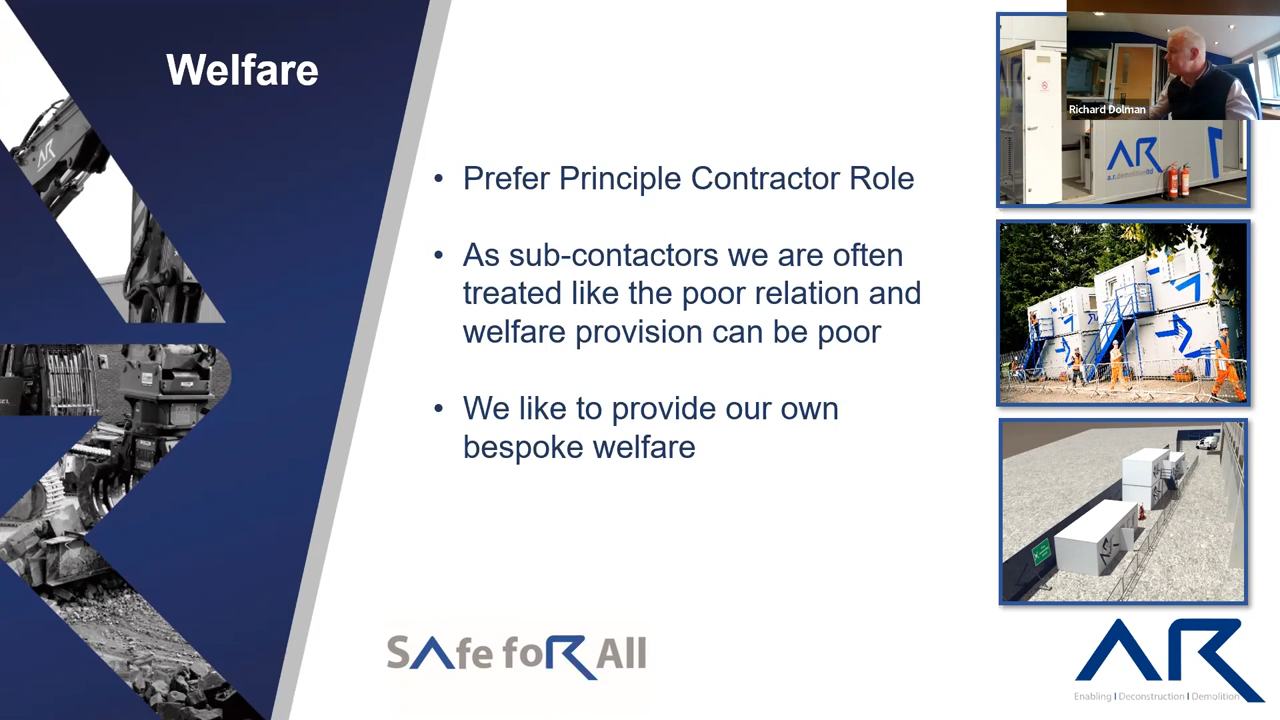 Welfare
Richard Dolman
• Prefer Principle Contractor Role
• As sub-contactors we are often
treated like the poor relation and
welfare provision can be poor
• We like to provide our own
bespoke welfare
AR
AR
a.r.demolitionltd
SAfe foR All
AR
Enabling | Deconstruction | Demolition